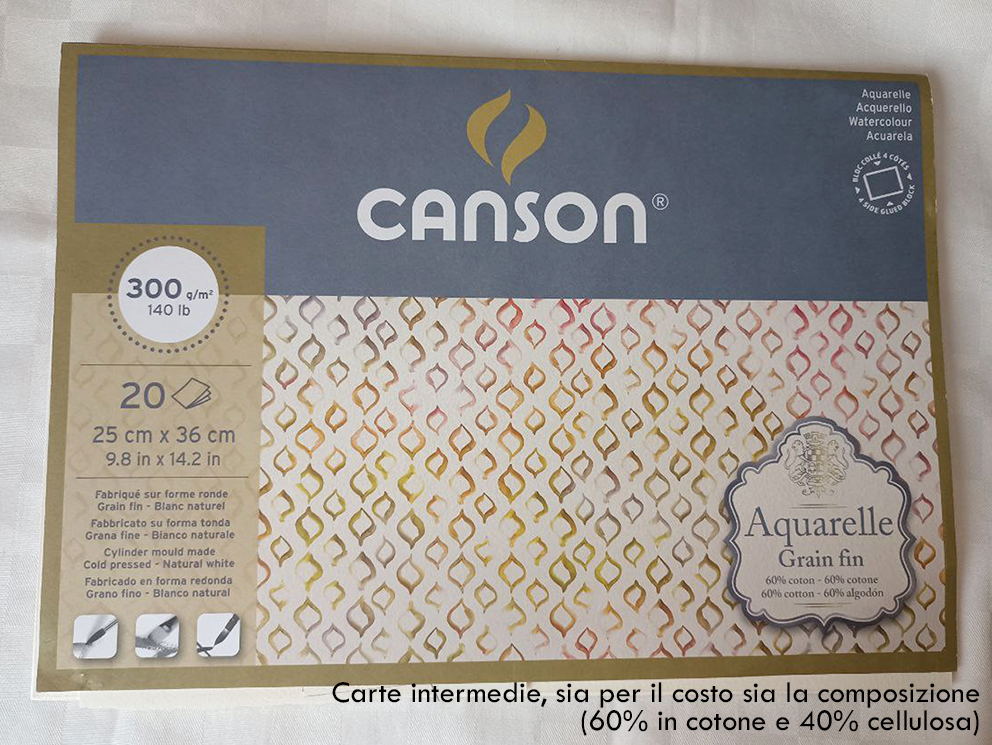 Aquarelle
Acquerello
Watercolour
Acuarela
BLOC COLLÉ 4 CÔTÉS
4 SIDE GLUED BLOCK
CANSON®
300 g/m²
140 lb
20
25 cm x 36 cm
9.8 in x 14.2 in
Fabriqué sur forme ronde
Grain fin - Blanc naturel
Fabbricato su forma tonda
Grana fine - Bianco naturale
Cylinder mould made
Cold pressed - Natural white
Fabricado en forma redonda
Grano fino - Blanco natural
Aquarelle
Grain fin
60% coton - 60% cotone
60% cotton - 60% algodón
Carte intermedie, sia per il costo sia la composizione
(60% in cotone e 40% cellulosa)